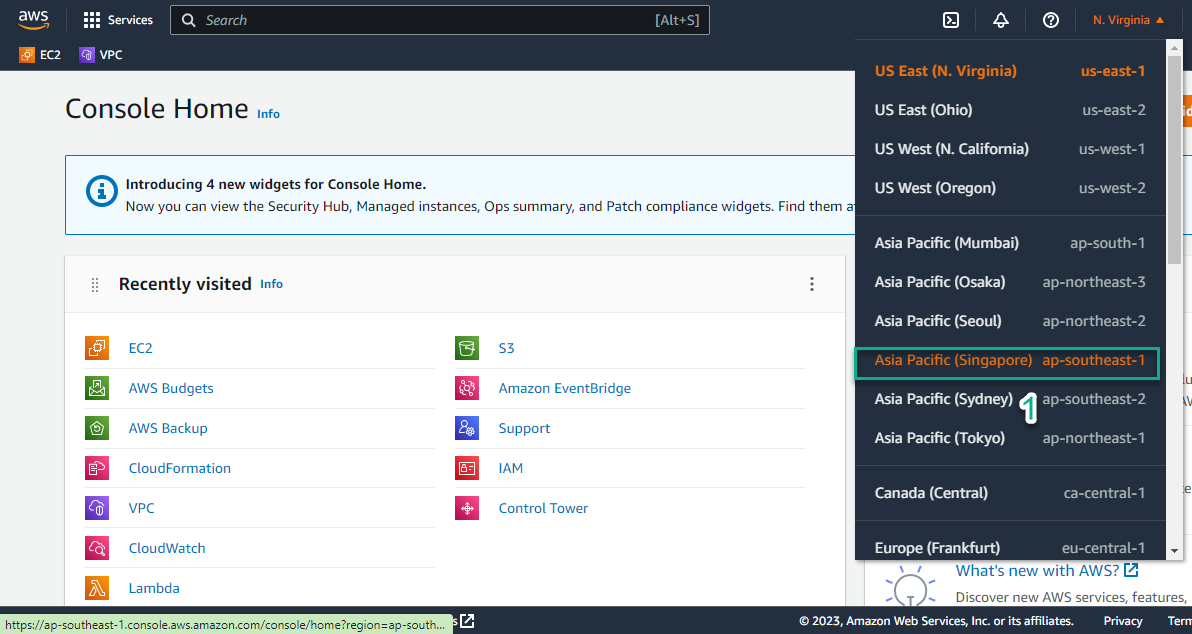 aws
Services
Search
[Alt+S]
N. Virginia
EC2
VPC
US East (N. Virginia) us-east-1
US East (Ohio) us-east-2
US West (N. California) us-west-1
US West (Oregon) us-west-2
Asia Pacific (Mumbai) ap-south-1
Asia Pacific (Osaka) ap-northeast-3
Asia Pacific (Seoul) ap-northeast-2
Asia Pacific (Singapore) ap-southeast-1
Asia Pacific (Sydney) ap-southeast-2
1
Asia Pacific (Tokyo) ap-northeast-1
Canada (Central) ca-central-1
Europe (Frankfurt) eu-central-1
Console Home Info
Introducing 4 new widgets for Console Home.
Now you can view the Security Hub, Managed instances, Ops summary, and Patch compliance widgets. Find them
Recently visited Info
EC2
AWS Budgets
AWS Backup
CloudFormation
VPC
CloudWatch
Lambda
S3
Amazon EventBridge
Support
IAM
Control Tower
What's new with AWS?
Discover new AWS services, features,
https://ap-southeast-1.console.aws.amazon.com/console/home?region=ap-south...
© 2023, Amazon Web Services, Inc. or its affiliates.
Privacy
Term